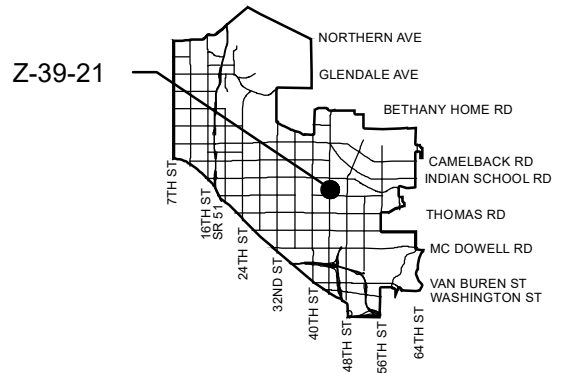 NORTHERN AVE
Z-39-21
GLENDALE AVE
BETHANY HOME RD
CAMELBACK RD
INDIAN SCHOOL RD
THOMAS RD
MC DOWELL RD
VAN BUREN ST
WASHINGTON ST
7TH ST
16TH ST
SR 51
24TH ST
32ND ST
40TH ST
48TH ST
56TH ST
64TH ST